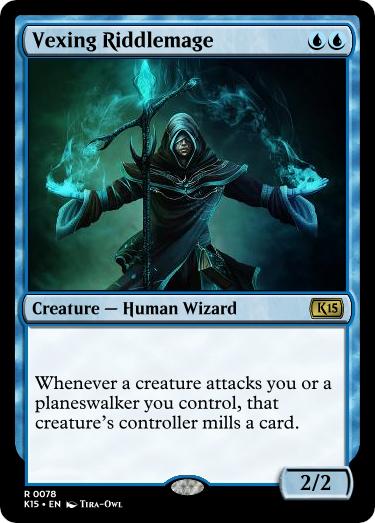 Vexing Riddlemage
Creature — Human Wizard
K15
Whenever a creature attacks you or a
planeswalker you control, that
creature's controller mills a card.
2/2
R 0078
K15 • EN Tira-Owl